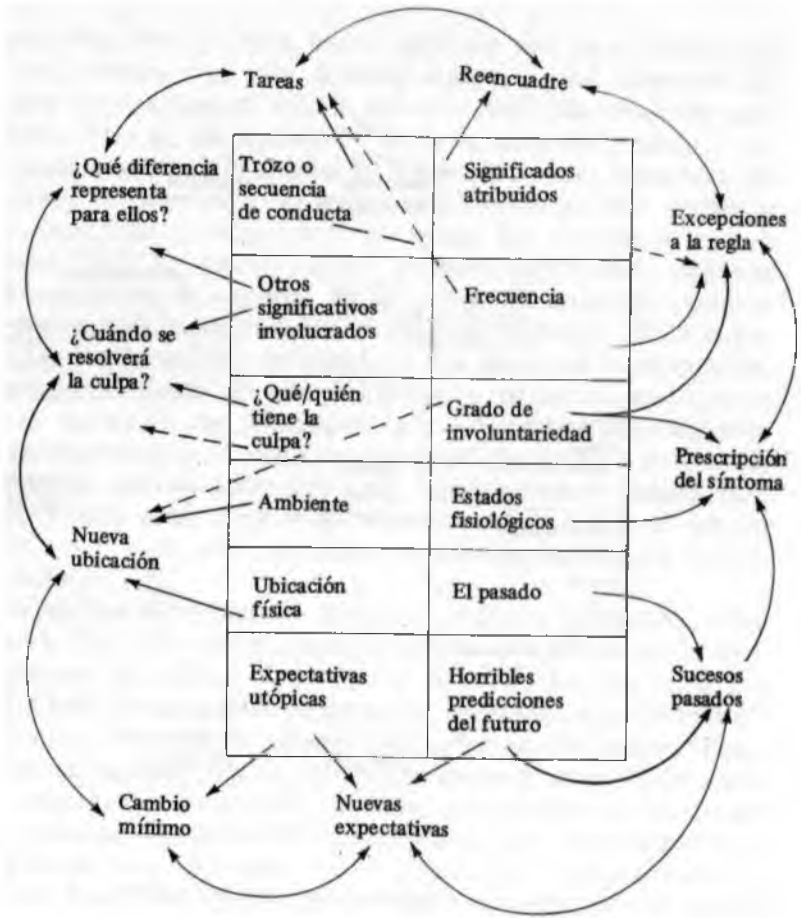 Tareas
Reencuadre
¿Qué diferencia
representa
para ellos?
Trozo o
secuencia
de conducta
Significados
atribuidos
Excepciones
a la regla
Otros
significativos
involucrados
Frecuencia
¿Cuándo se
resolverá
la culpa?
¿Qué/quién
tiene la
culpa?
Grado de
involuntariedad
Prescripción
del síntoma
Ambiente
Estados
fisiológicos
Nueva
ubicación
Ubicación
física
El pasado
Expectativas
utópicas
Horribles
predicciones
del futuro
Sucesos
pasados
Cambio
mínimo
Nuevas
expectativas